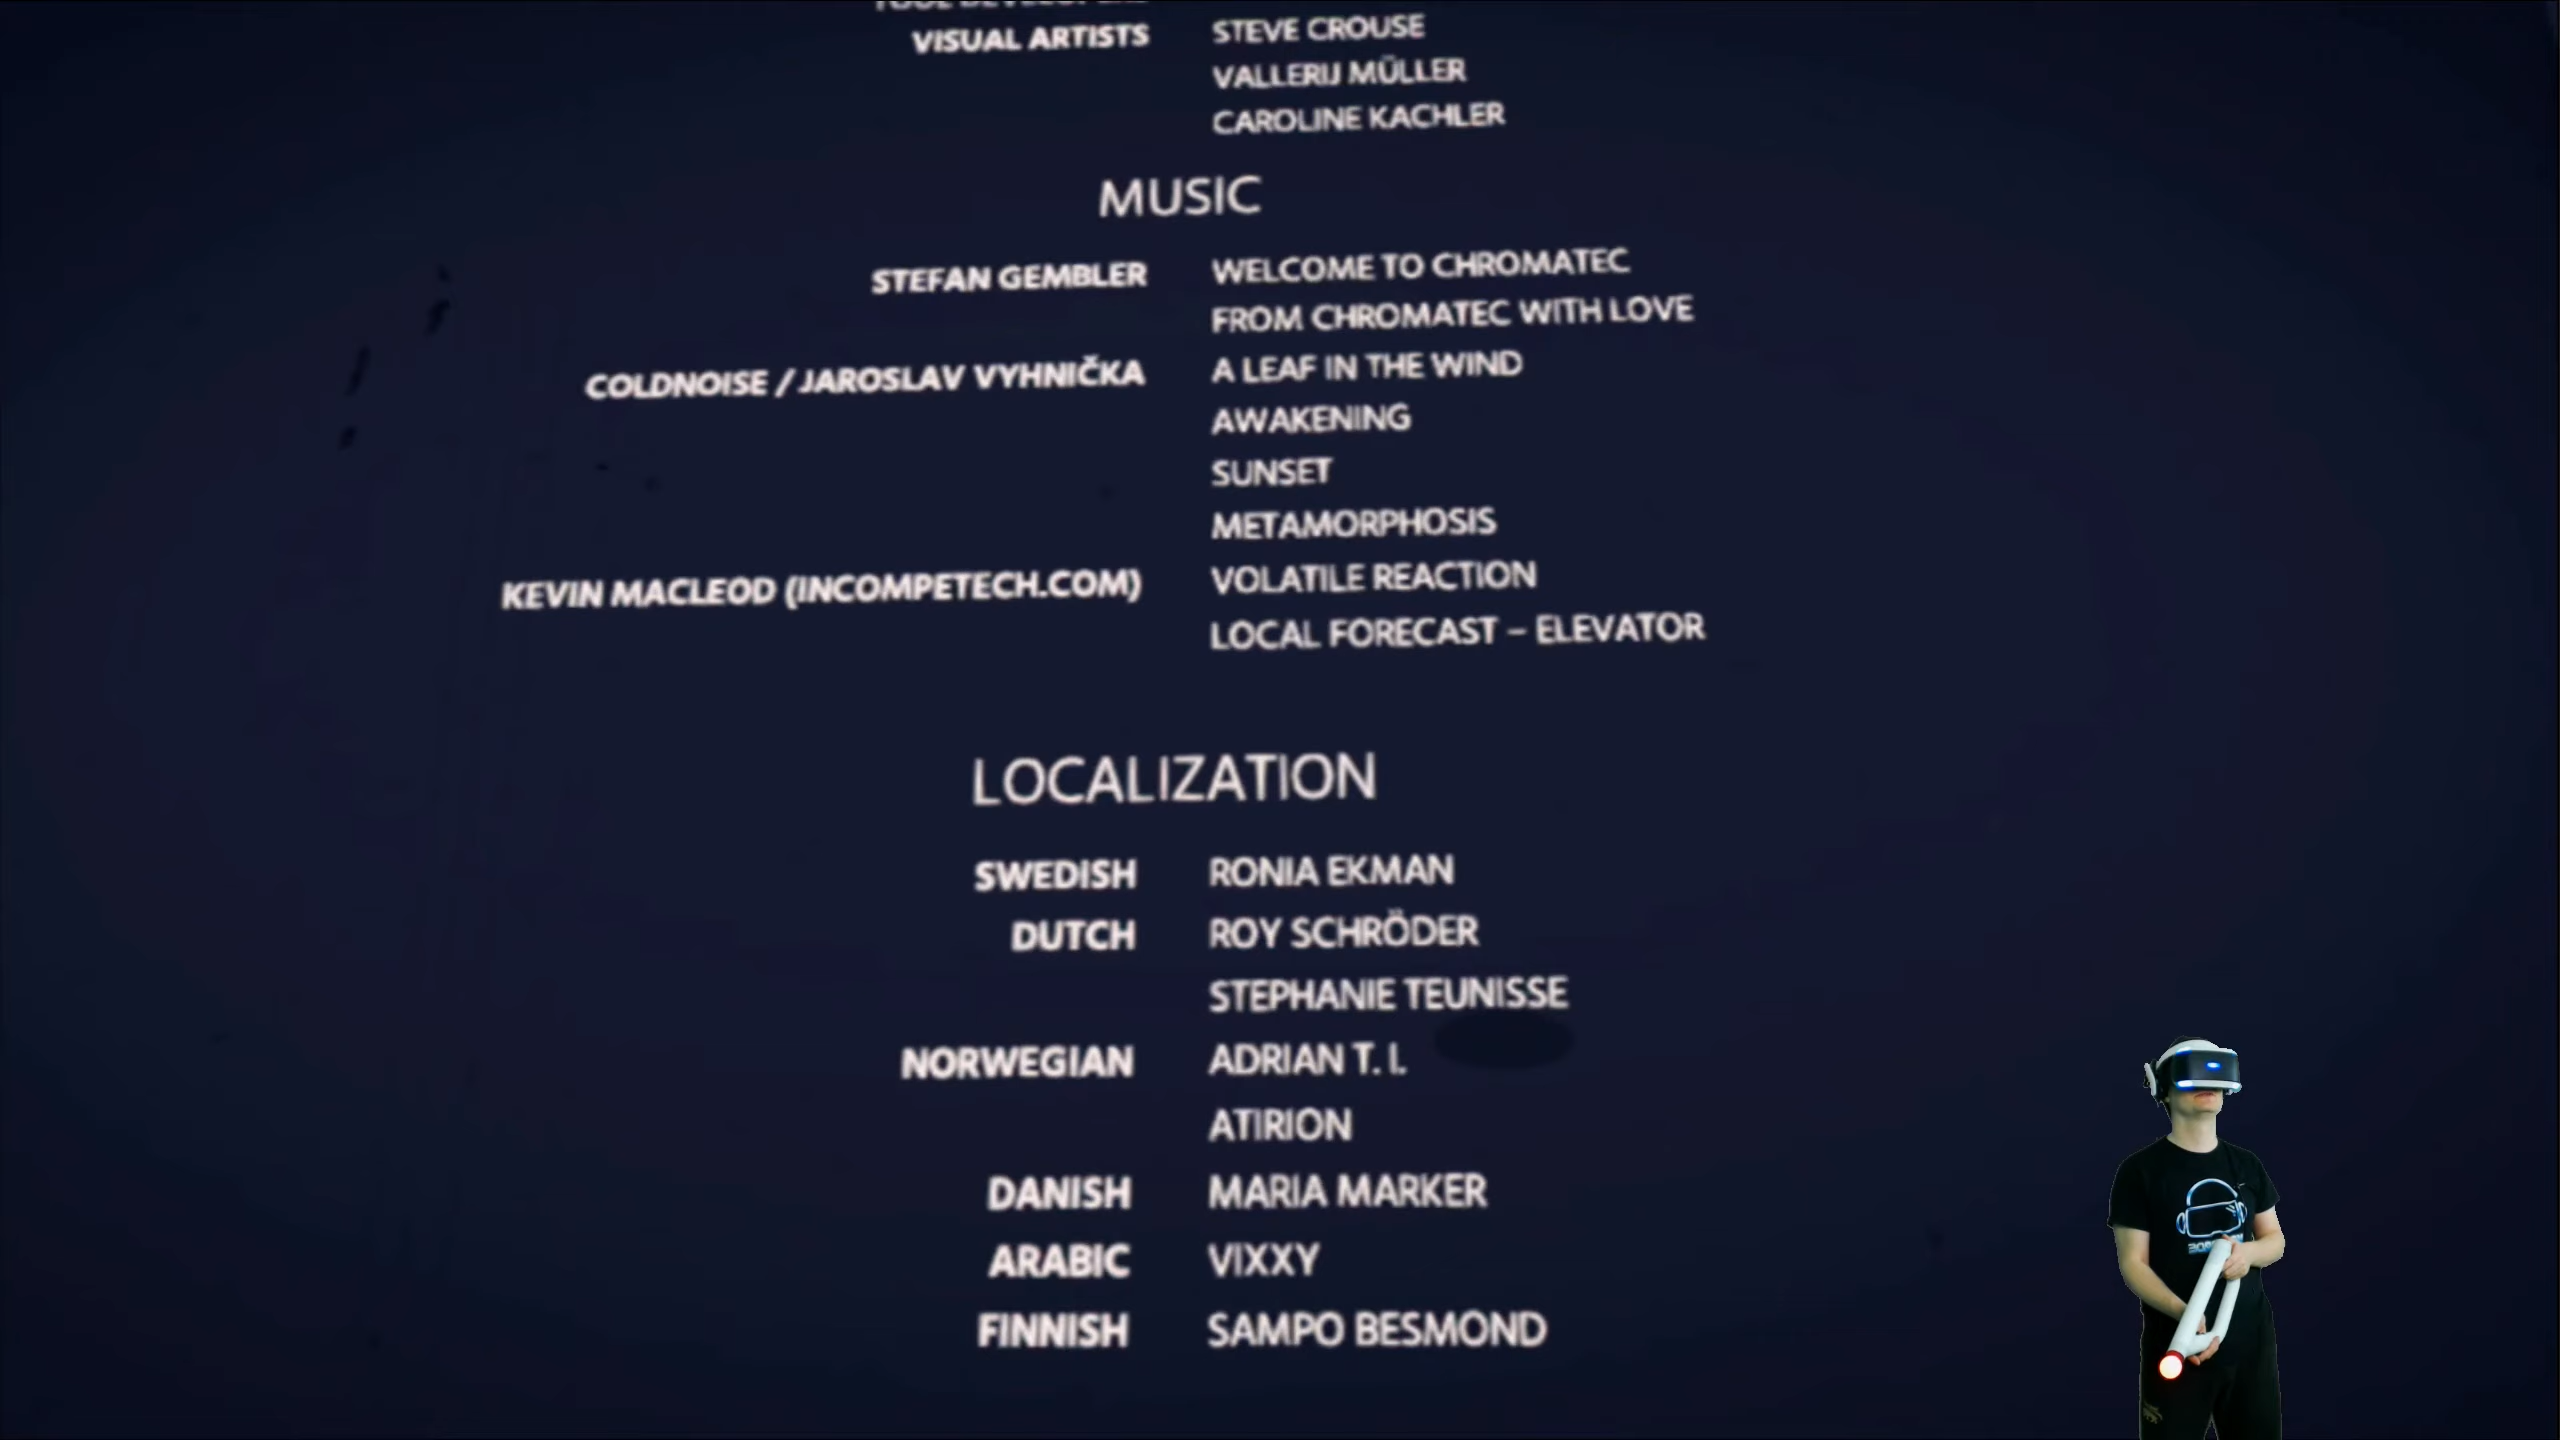 VISUAL ARTISTS STEVE CROUSE
VALLERIJ MÜLLER
CAROLINE KACHLER
MUSIC
STEFAN GEMBLER WELCOME TO CHROMATEC
FROM CHROMATEC WITH LOVE
COLDNOISE / JAROSLAV VYHNIČKA A LEAF IN THE WIND
AWAKENING
SUNSET
METAMORPHOSIS
KEVIN MACLEOD (INCOMPETECH.COM) VOLATILE REACTION
LOCAL FORECAST – ELEVATOR
LOCALIZATION
SWEDISH RONIA EKMAN
DUTCH ROY SCHRÖDER
STEPHANIE TEUNISSE
NORWEGIAN ADRIAN T. I.
ATIRION
DANISH MARIA MARKER
ARABIC VIXXY
FINNISH SAMPO BESMOND